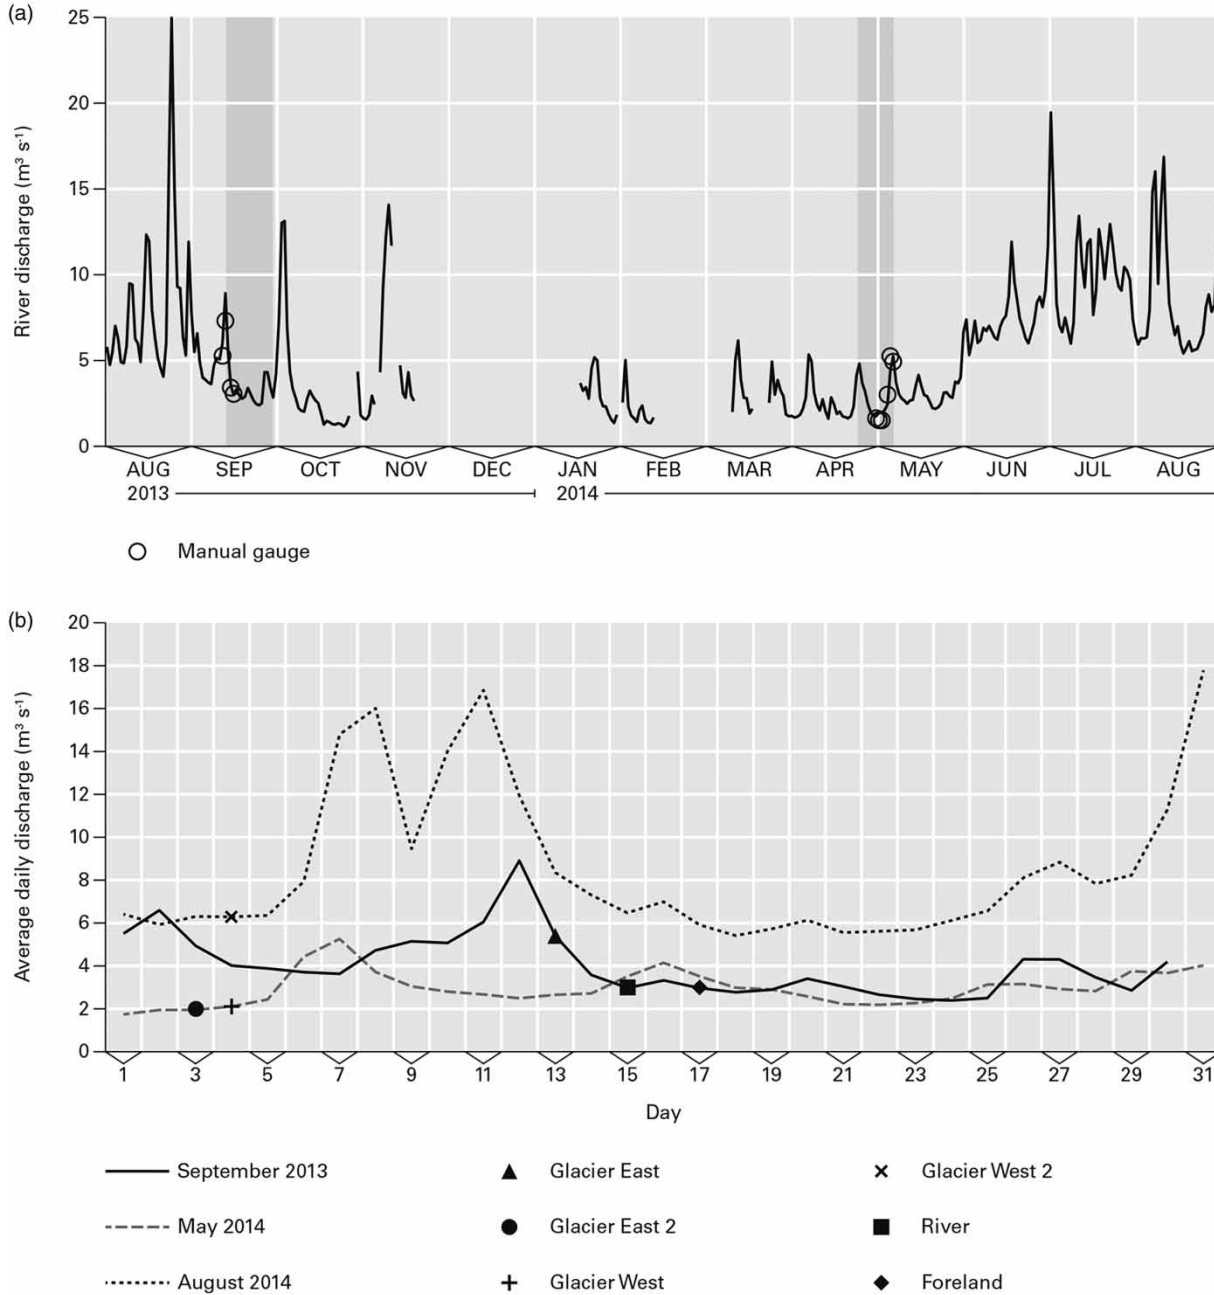 (a)
River discharge (m³ s⁻¹)
25
20
15
10
5
0
AUG SEP OCT NOV DEC JAN FEB MAR APR MAY JUN JUL AUG
2013 2014
Manual gauge
(b)
Average daily discharge (m³ s⁻¹)
20
18
16
14
12
10
8
6
4
2
0
1 3 5 7 9 11 13 15 17 19 21 23 25 27 29 31
Day
September 2013 Glacier East Glacier West 2
May 2014 Glacier East 2 River
August 2014 Glacier West Foreland